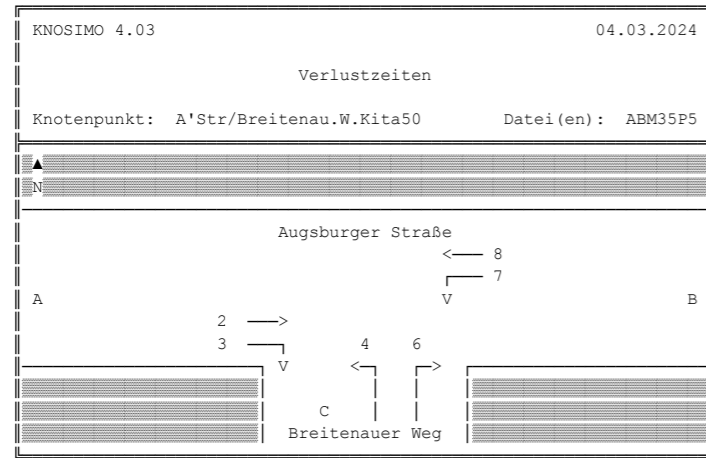 KNOSIMO 4.03 04.03.2024
Verlustzeiten
Knotenpunkt: A'Str/Breitenau.W.Kita50 Datei(en): ABM35P5
N
Augsburger Straße
8
7
A V B
2
3 4 6
V
C
Breitenauer Weg